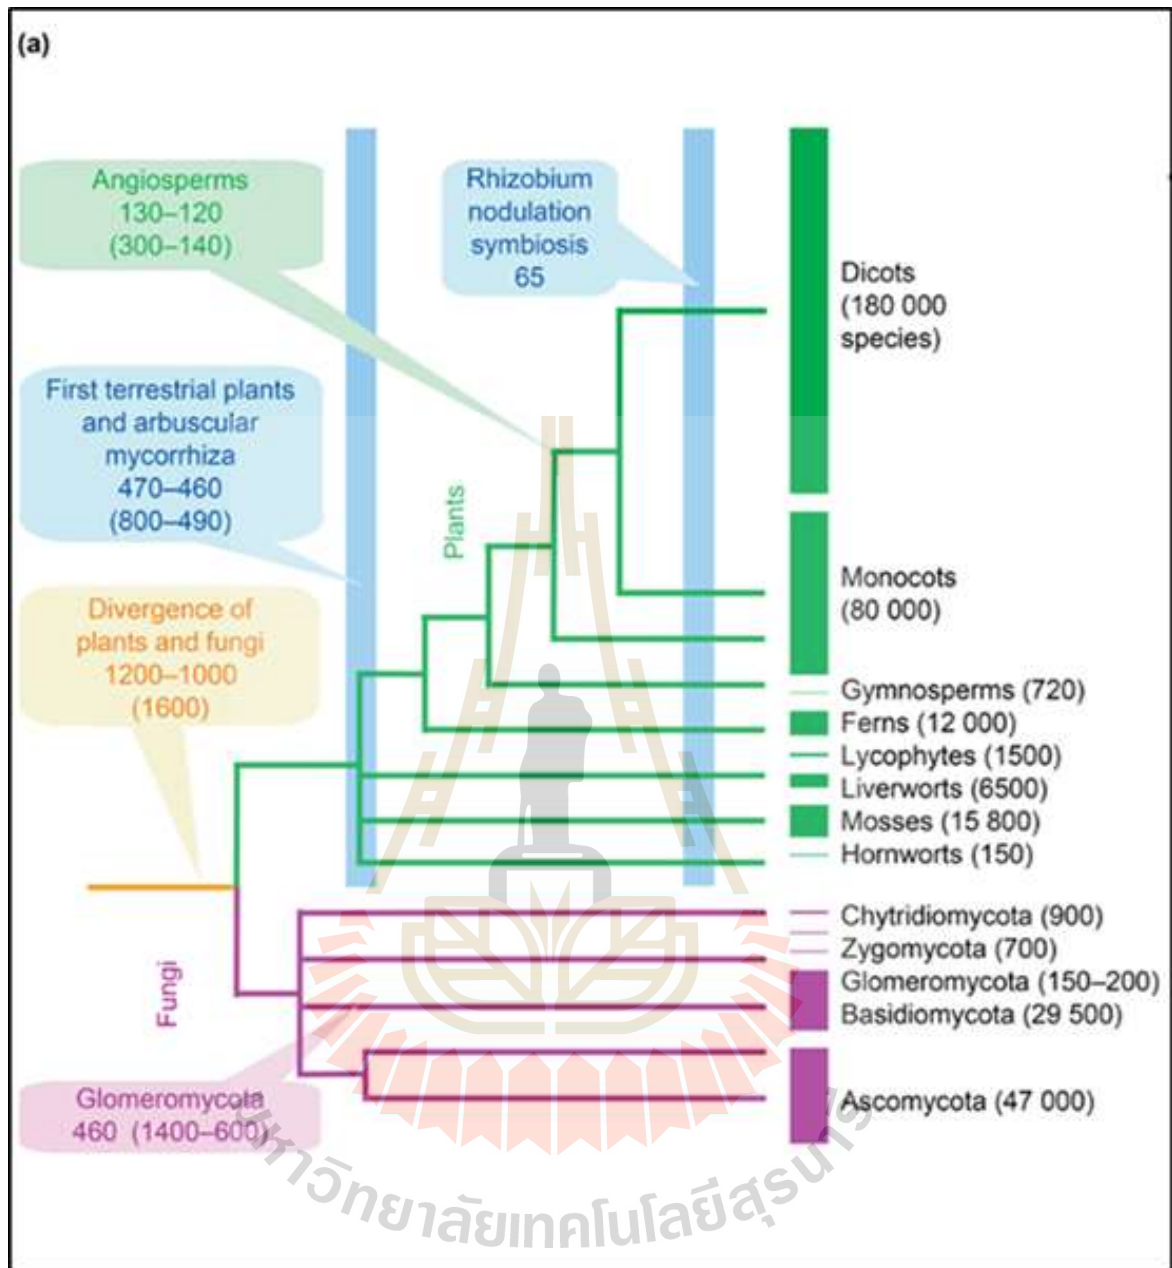 (a)
Angiosperms
130–120
(300–140)
Rhizobium
nodulation
symbiosis
65
Dicots
(180 000
species)
First terrestrial plants
and arbuscular
mycorrhiza
470–460
(800–490)
Plants
Monocots
(80 000)
Divergence of
plants and fungi
1200–1000
(1600)
Gymnosperms (720)
Ferns (12 000)
Lycophytes (1500)
Liverworts (6500)
Mosses (15 800)
Hornworts (150)
Chytridiomycota (900)
Zygomycota (700)
Glomeromycota (150–200)
Basidiomycota (29 500)
Fungi
Glomeromycota
460 (1400–600)
Ascomycota (47 000)
มหาวิทยาลัยเทคโนโลยีสุรนารี